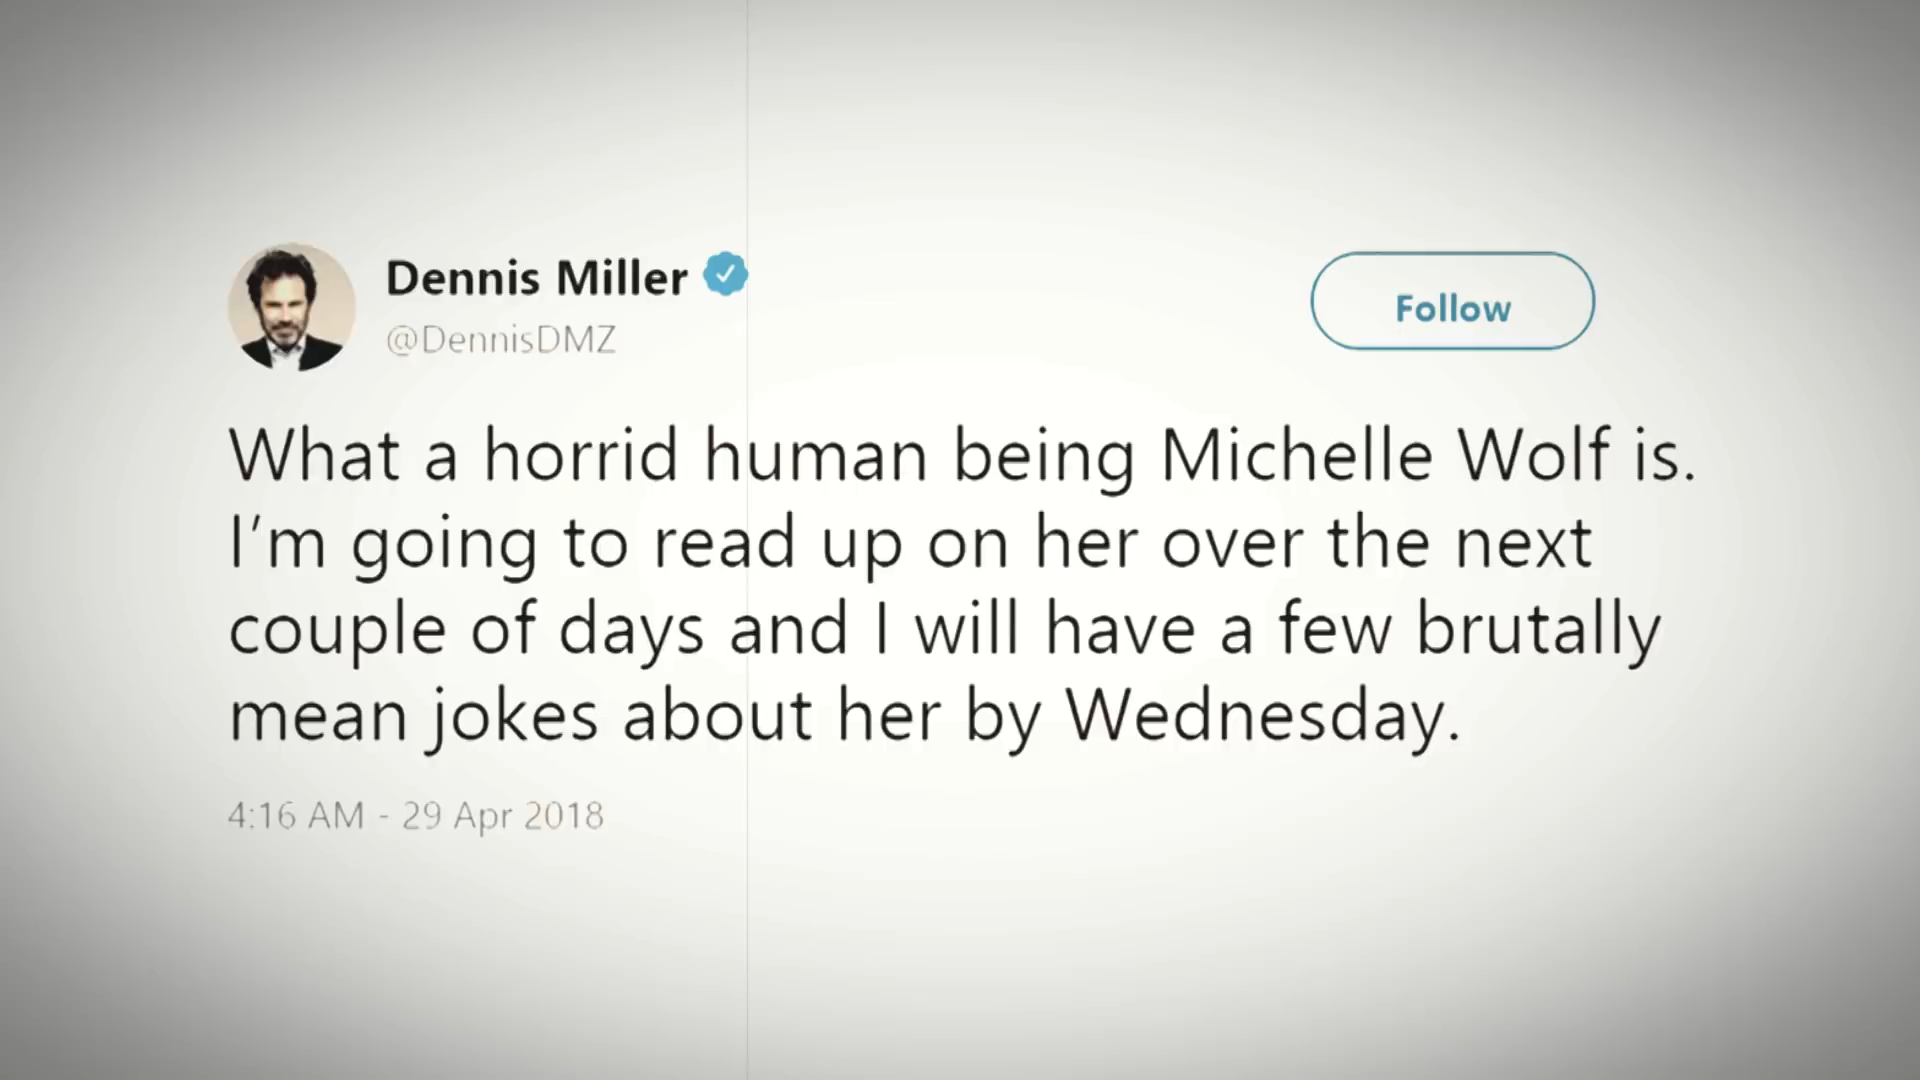 Dennis Miller
@DennisDMZ
Follow
What a horrid human being Michelle Wolf is.
I'm going to read up on her over the next
couple of days and I will have a few brutally
mean jokes about her by Wednesday.
4:16 AM - 29 Apr 2018